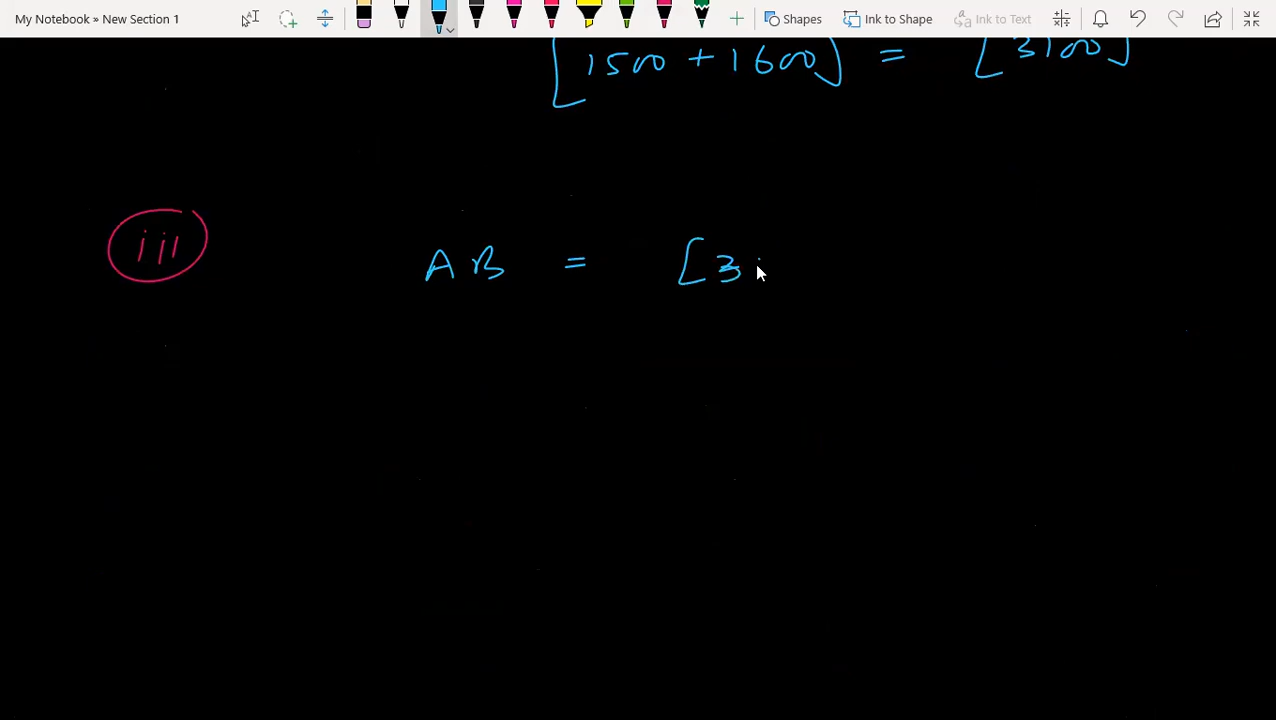 My Notebook » New Section 1 Shapes Ink to Shape Ink to Text
[1500 + 1600] = [3100]
iii AB = [3